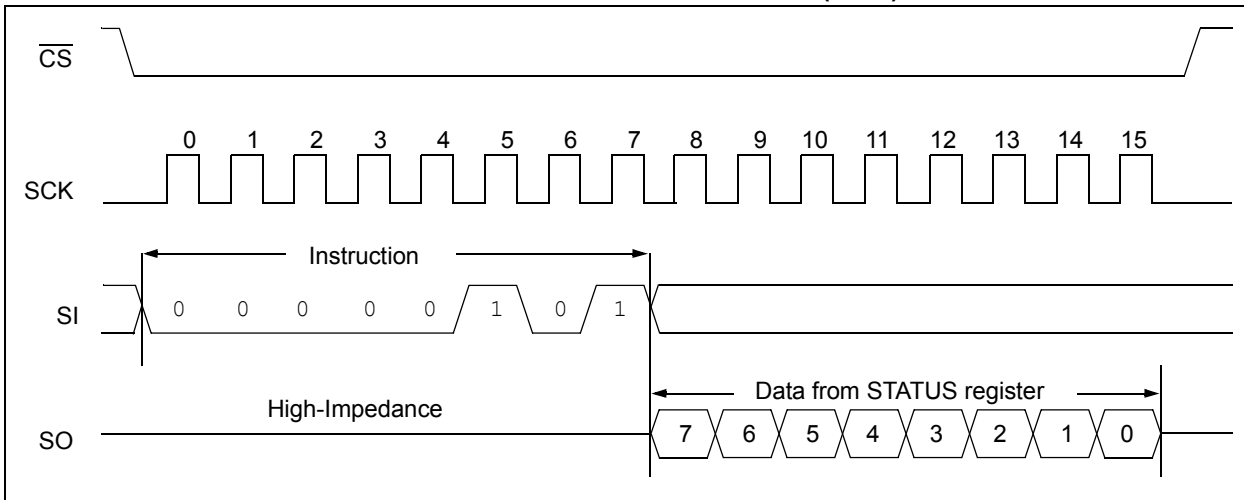 CS
0 1 2 3 4 5 6 7 8 9 10 11 12 13 14 15
SCK
Instruction
SI 0 0 0 0 0 1 0 1
Data from STATUS register
High-Impedance
SO 7 6 5 4 3 2 1 0